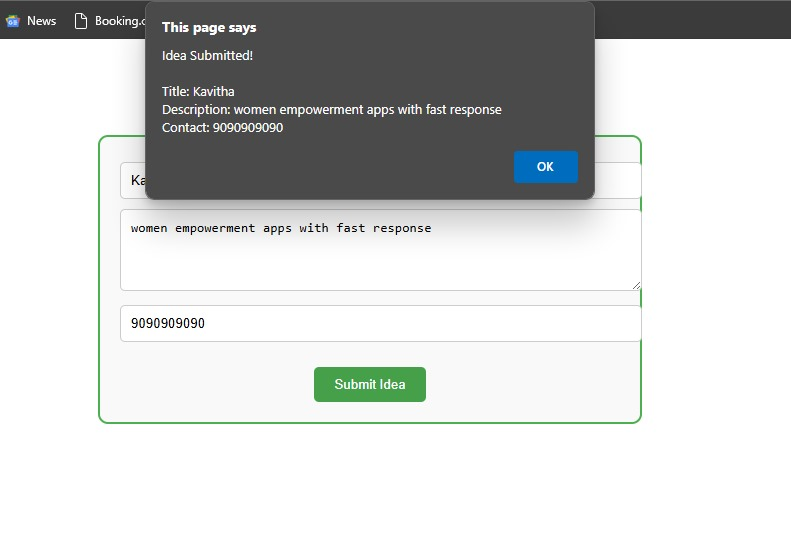 News
Booking.
This page says
Idea Submitted!
Title: Kavitha
Description: women empowerment apps with fast response
Contact: 9090909090
OK
Ka
women empowerment apps with fast response
9090909090
Submit Idea